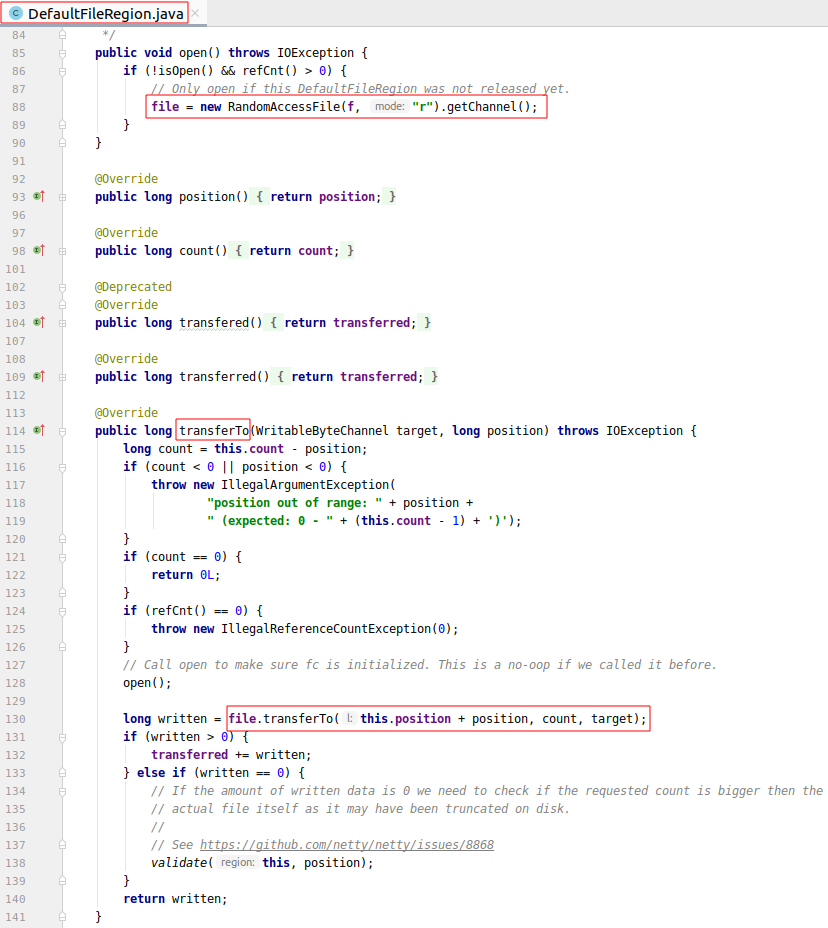 DefaultFileRegion.java
84 */
85 public void open() throws IOException {
86 if (!isOpen() && refCnt() > 0) {
87 // Only open if this DefaultFileRegion was not released yet.
88 file = new RandomAccessFile(f, mode: "r").getChannel();
89 }
90 }
91
92 @Override
93 public long position() { return position; }
96
97 @Override
98 public long count() { return count; }
101
102 @Deprecated
103 @Override
104 public long transfered() { return transferred; }
107
108 @Override
109 public long transferred() { return transferred; }
112
113 @Override
114 public long transferTo(WritableByteChannel target, long position) throws IOException {
115 long count = this.count - position;
116 if (count < 0 || position < 0) {
117 throw new IllegalArgumentException(
118 "position out of range: " + position +
119 " (expected: 0 - " + (this.count - 1) + ')');
120 }
121 if (count == 0) {
122 return 0L;
123 }
124 if (refCnt() == 0) {
125 throw new IllegalReferenceCountException(0);
126 }
127 // Call open to make sure fc is initialized. This is a no-oop if we called it before.
128 open();
129
130 long written = file.transferTo( l: this.position + position, count, target);
131 if (written > 0) {
132 transferred += written;
133 } else if (written == 0) {
134 // If the amount of written data is 0 we need to check if the requested count is bigger then the
135 // actual file itself as it may have been truncated on disk.
136 //
137 // See https://github.com/netty/netty/issues/8868
138 validate( region: this, position);
139 }
140 return written;
141 }